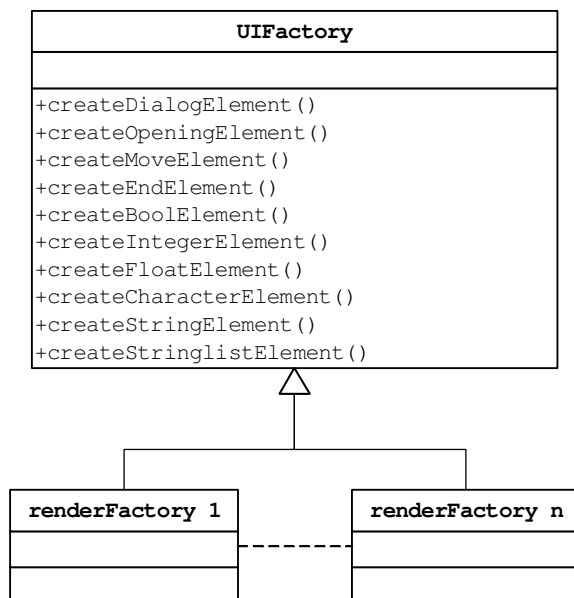 UIFactory
+createDialogElement()
+createOpeningElement()
+createMoveElement()
+createEndElement()
+createBoolElement()
+createIntegerElement()
+createFloatElement()
+createCharacterElement()
+createStringElement()
+createStringlistElement()
renderFactory 1
renderFactory n